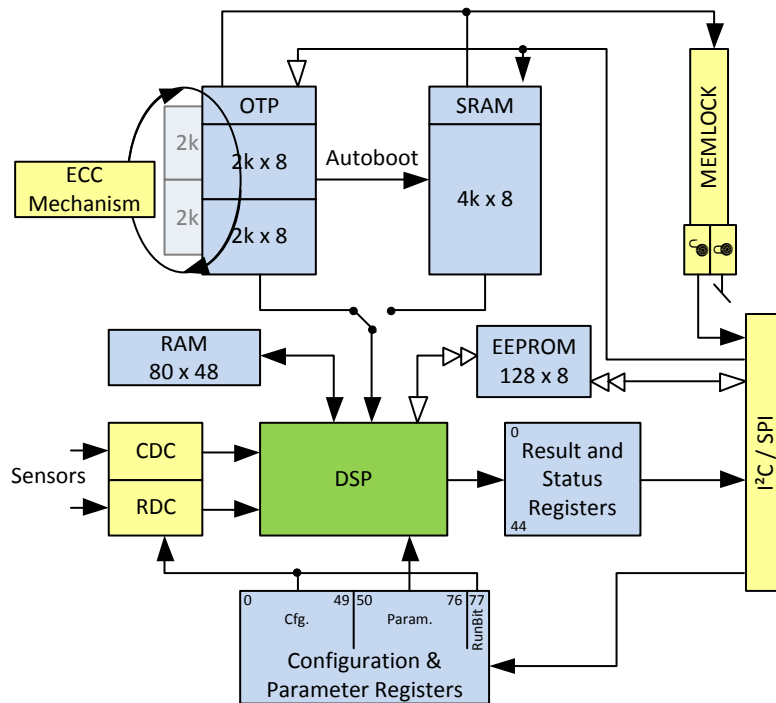 OTP
SRAM
2k
2k x 8
Autoboot
ECC
Mechanism
4k x 8
2k
2k x 8
MEMLOCK
RAM
80 x 48
EEPROM
128 x 8
CDC
Sensors
RDC
DSP
0
Result and
Status
Registers
44
I²C / SPI
0
49
50
76
77
Cfg.
Param.
RunBit
Configuration &
Parameter Registers